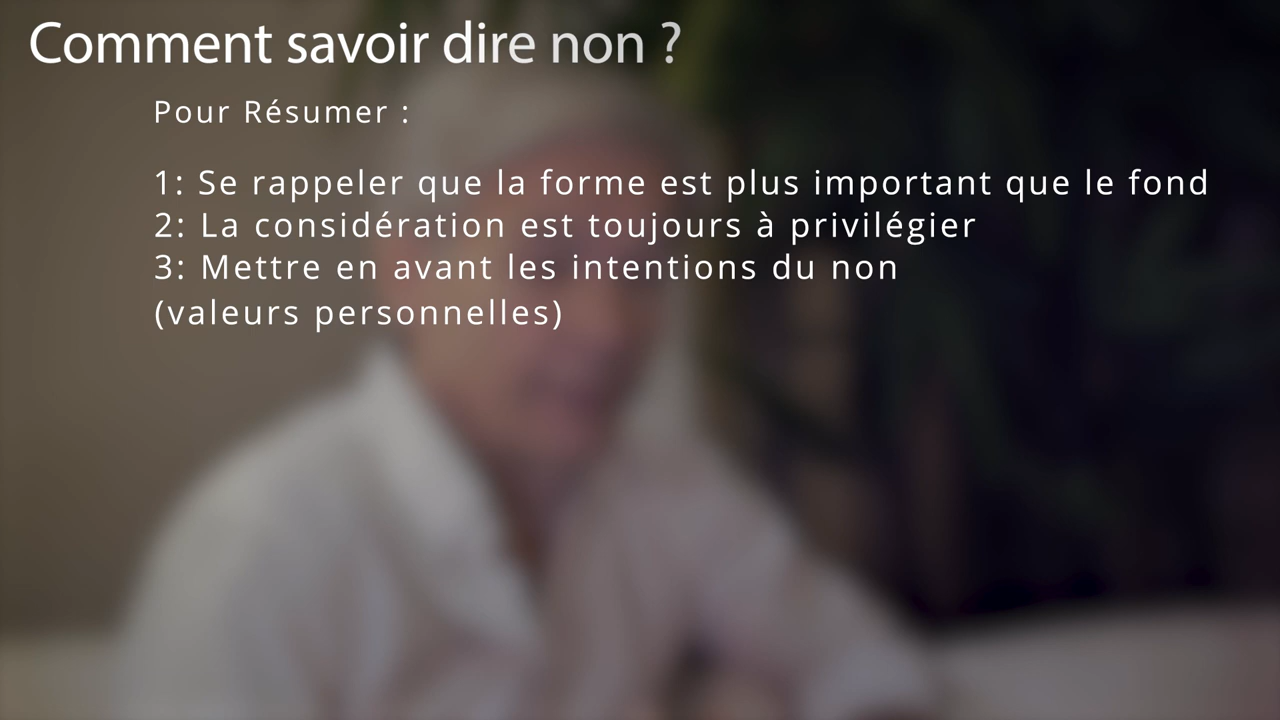 Comment savoir dire non ?
Pour Résumer :
1: Se rappeler que la forme est plus important que le fond
2: La considération est toujours à privilégier
3: Mettre en avant les intentions du non
(valeurs personnelles)